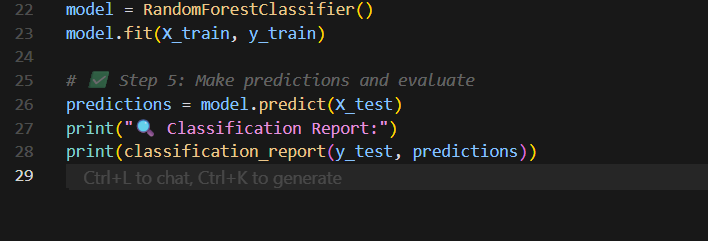 22 model = RandomForestClassifier()
23 model.fit(X_train, y_train)
24
25 # ✅ Step 5: Make predictions and evaluate
26 predictions = model.predict(X_test)
27 print("🔍 Classification Report:")
28 print(classification_report(y_test, predictions))
29 Ctrl+L to chat, Ctrl+K to generate